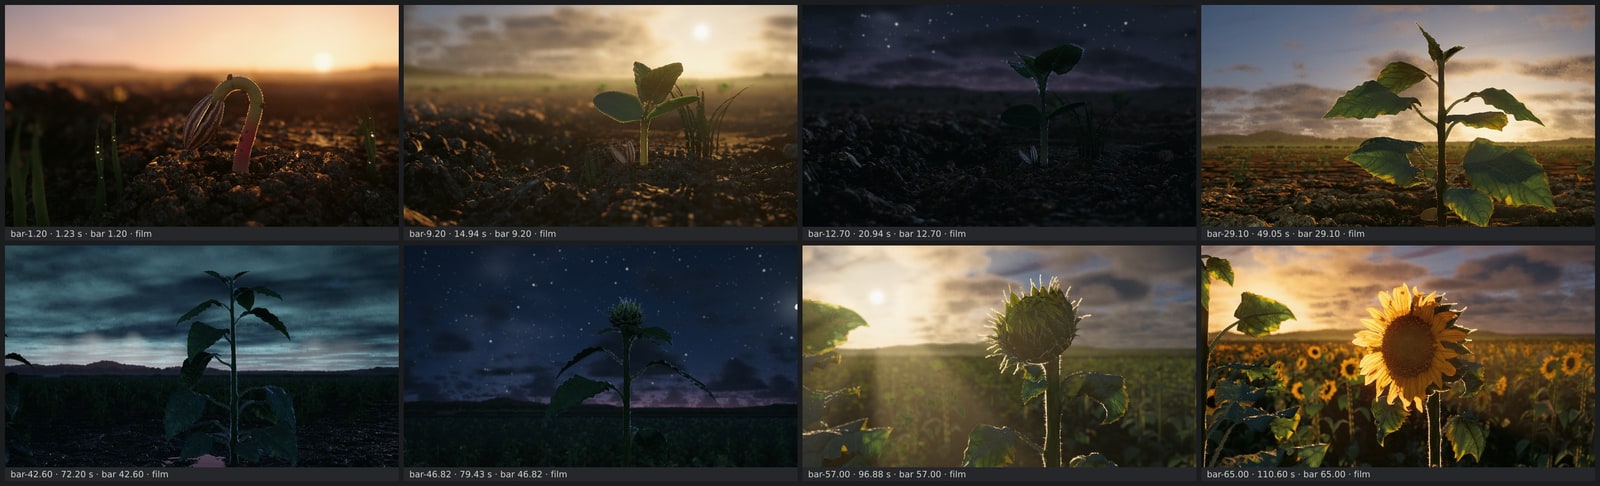 bar-1.20 · 1.23 s · bar 1.20 · film
bar-9.20 · 14.94 s · bar 9.20 · film
bar-12.70 · 20.94 s · bar 12.70 · film
bar-29.10 · 49.05 s · bar 29.10 · film
bar-42.60 · 72.20 s · bar 42.60 · film
bar-46.82 · 79.43 s · bar 46.82 · film
bar-57.00 · 96.88 s · bar 57.00 · film
bar-65.00 · 110.60 s · bar 65.00 · film